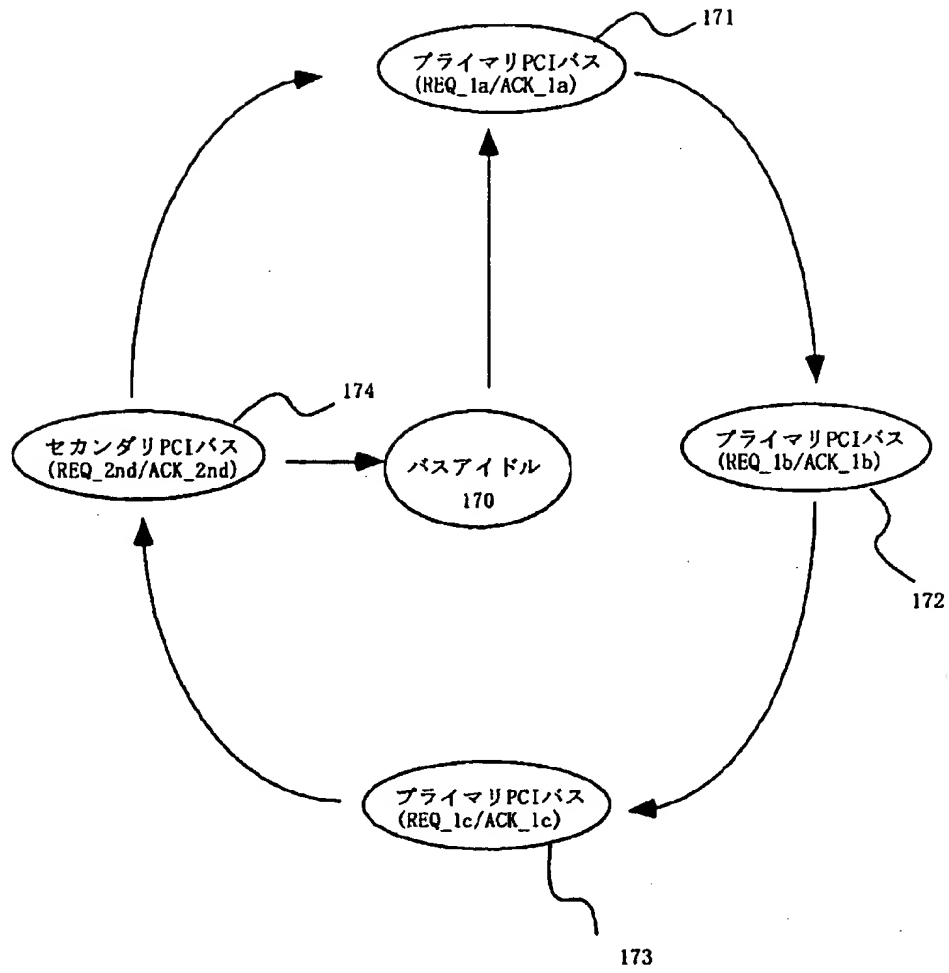 171
プライマリPCIバス
(REQ_1a/ACK_1a)
174
セカンダリPCIバス
(REQ_2nd/ACK_2nd)
バスアイドル
170
プライマリPCIバス
(REQ_1b/ACK_1b)
172
プライマリPCIバス
(REQ_1c/ACK_1c)
173